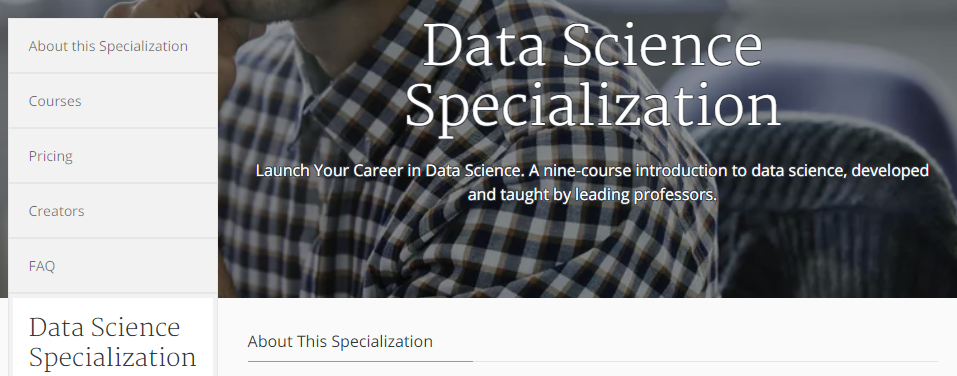 About this Specialization
Courses
Pricing
Creators
FAQ
Data Science
Specialization
Data Science
Specialization
Launch Your Career in Data Science. A nine-course introduction to data science, developed
and taught by leading professors.
About This Specialization